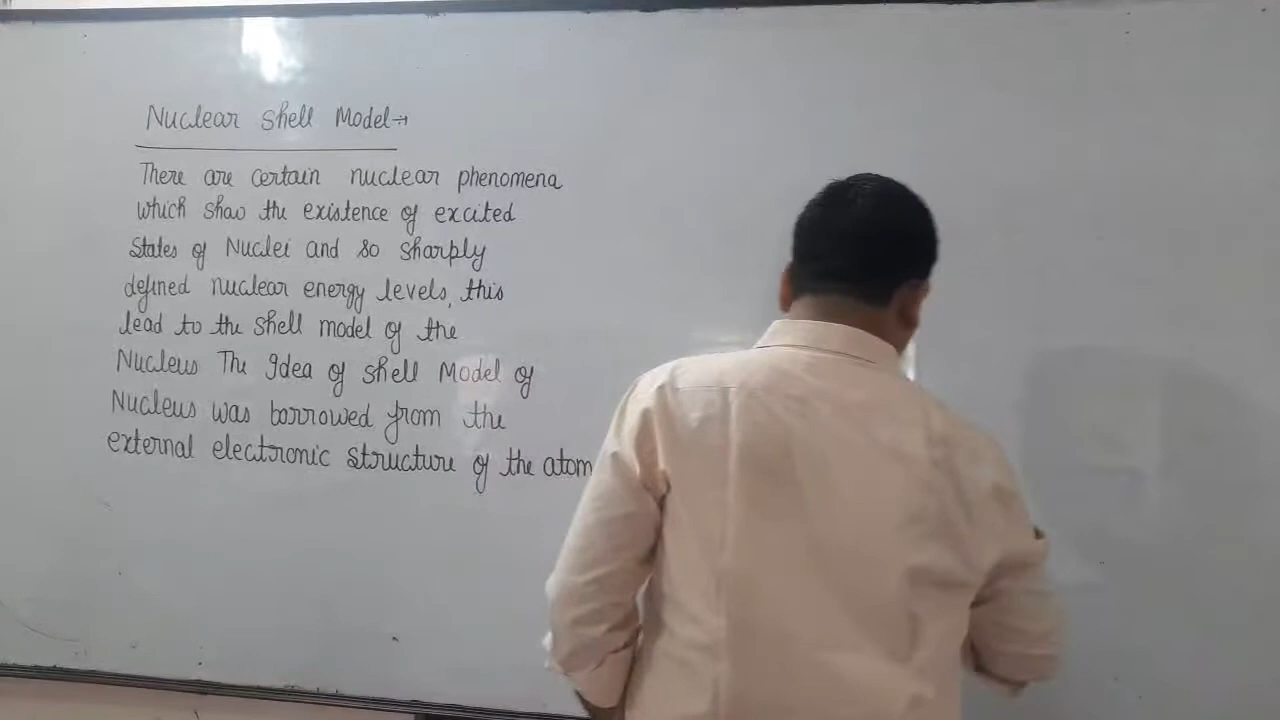 Nuclear Shell Model→
There are certain nuclear phenomena
which show the existence of excited
States of Nuclei and so sharply
defined nuclear energy levels, this
lead to the shell model of the
Nucleus The Idea of shell Model of
Nucleus was borrowed from the
external electronic structure of the atom